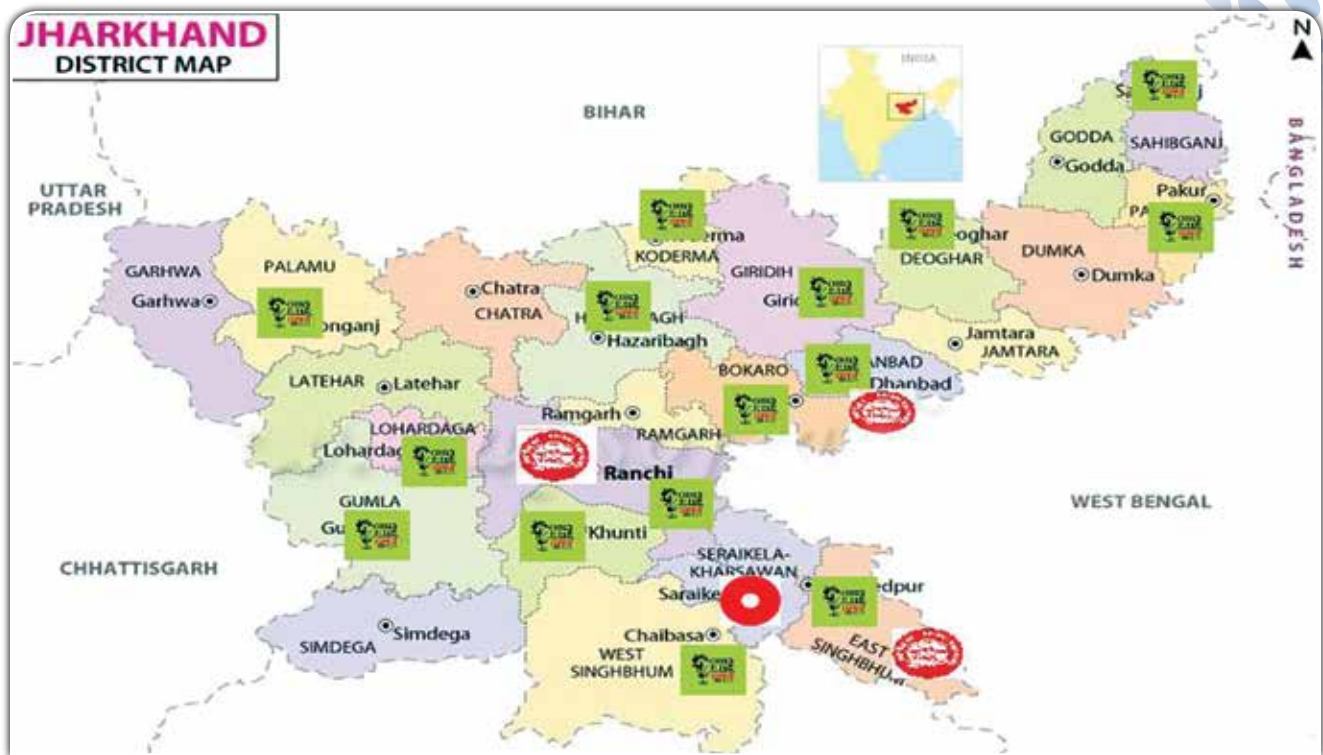 JHARKHAND
DISTRICT MAP
N
INDIA
BIHAR
BANGLADESH
UTTAR
PRADESH
GODDA
Godda
SAHIBGANJ
Pakur
GARHWA
Garhwa
PALAMU
Chatra
CHATRA
KODERMA
GIRIDIH
DEOGHAR
DUMKA
Dumka
Hazaribagh
Jamtara
JAMTARA
BOKARO
Dhanbad
LATEHAR
Latehar
Ramgarh
RAMGARH
LOHARDAGA
Ranchi
GUMLA
Khunti
WEST BENGAL
CHHATTISGARH
SERAIKELA-
KHARSAWAN
SIMDEGA
Simdega
Chaibasa
WEST
SINGHBHUM
EAST
SINGHBHUM